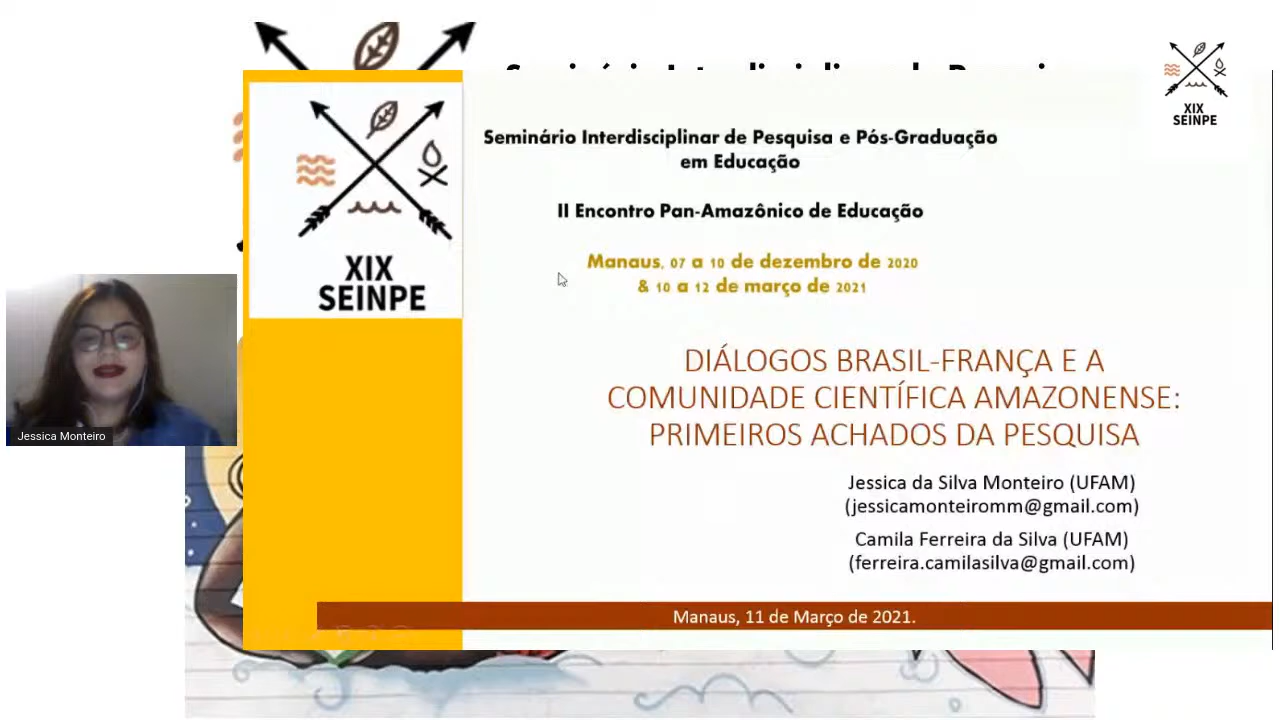 XIX
SEINPE
Seminário Interdisciplinar de Pesquisa e Pós-Graduação
em Educação
II Encontro Pan-Amazônico de Educação
Manaus, 07 a 10 de dezembro de 2020
& 10 a 12 de março de 2021
XIX
SEINPE
DIÁLOGOS BRASIL-FRANÇA E A
COMUNIDADE CIENTÍFICA AMAZONENSE:
PRIMEIROS ACHADOS DA PESQUISA
Jessica Monteiro
Jessica da Silva Monteiro (UFAM)
(jessicamonteiromm@gmail.com)
Camila Ferreira da Silva (UFAM)
(ferreira.camilasilva@gmail.com)
Manaus, 11 de Março de 2021.